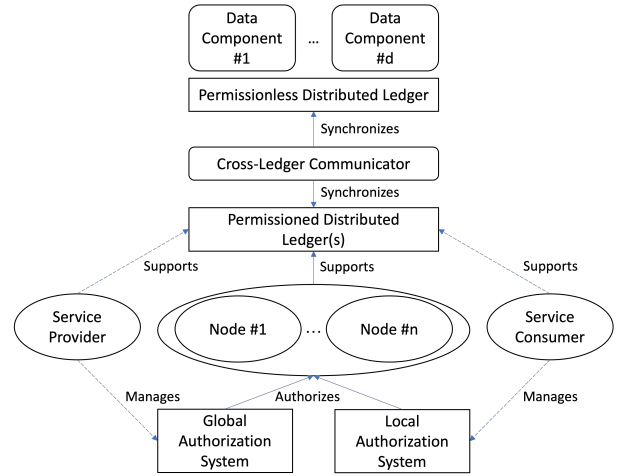 Data
Component
#1
...
Data
Component
#d
Permissionless Distributed Ledger
Synchronizes
Cross-Ledger Communicator
Synchronizes
Permissioned Distributed
Ledger(s)
Supports
Supports
Supports
Service
Provider
Node #1
...
Node #n
Service
Consumer
Manages
Authorizes
Manages
Global
Authorization
System
Local
Authorization
System